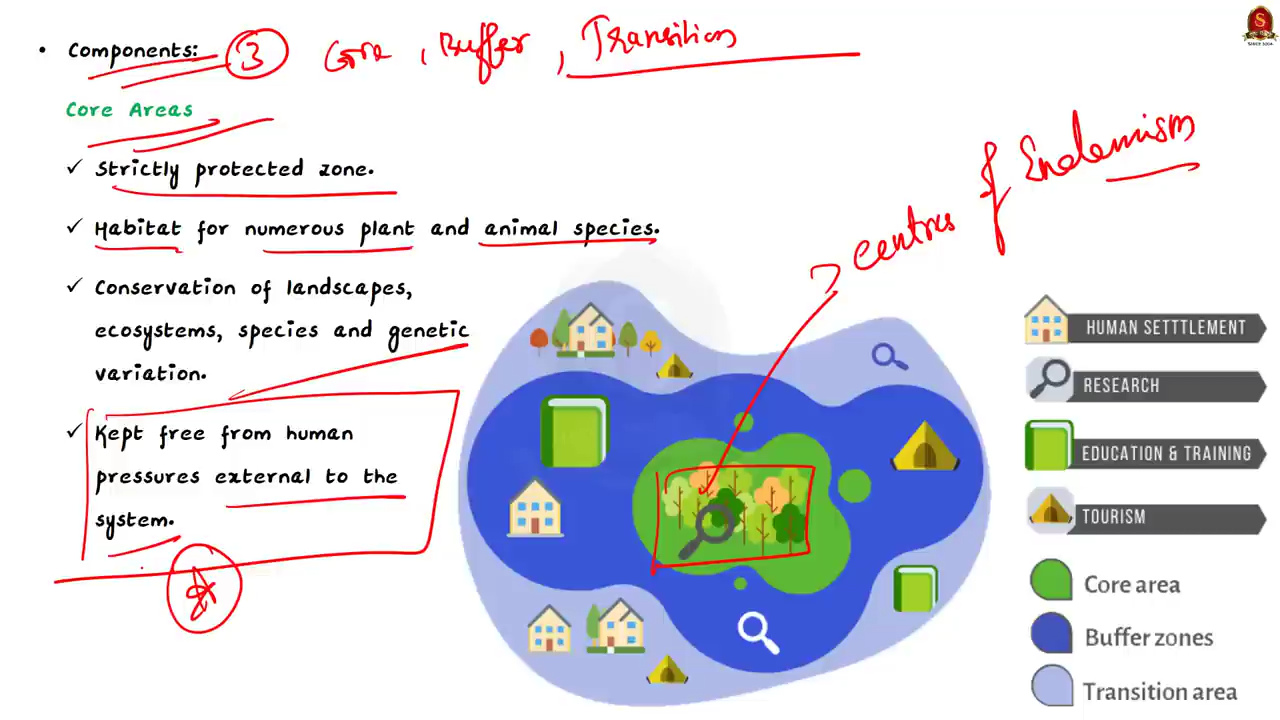 • Components: 3 Core, Buffer, Transition
Core Areas
✓ Strictly protected zone.
✓ Habitat for numerous plant and animal species.
✓ Conservation of landscapes,
ecosystems, species and genetic
variation.
✓ Kept free from human
pressures external to the
system.
centres of Endemism
HUMAN SETTTLEMENT
RESEARCH
EDUCATION & TRAINING
TOURISM
Core area
Buffer zones
Transition area
S
SINCE 2004